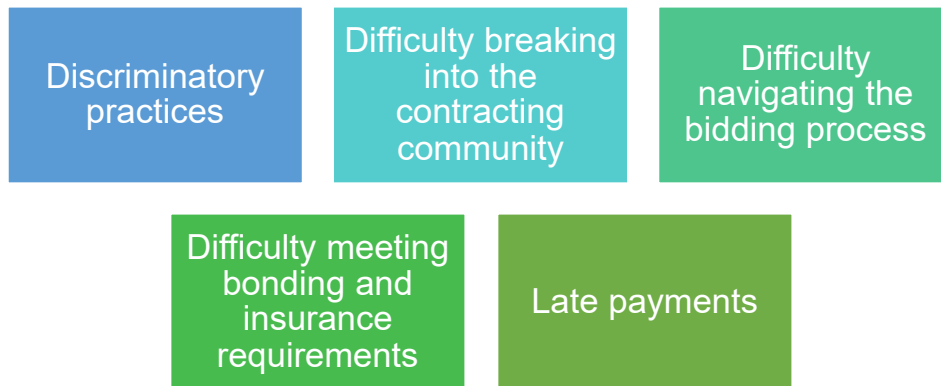 Discriminatory
practices
Difficulty breaking
into the
contracting
community
Difficulty
navigating the
bidding process
Difficulty meeting
bonding and
insurance
requirements
Late payments